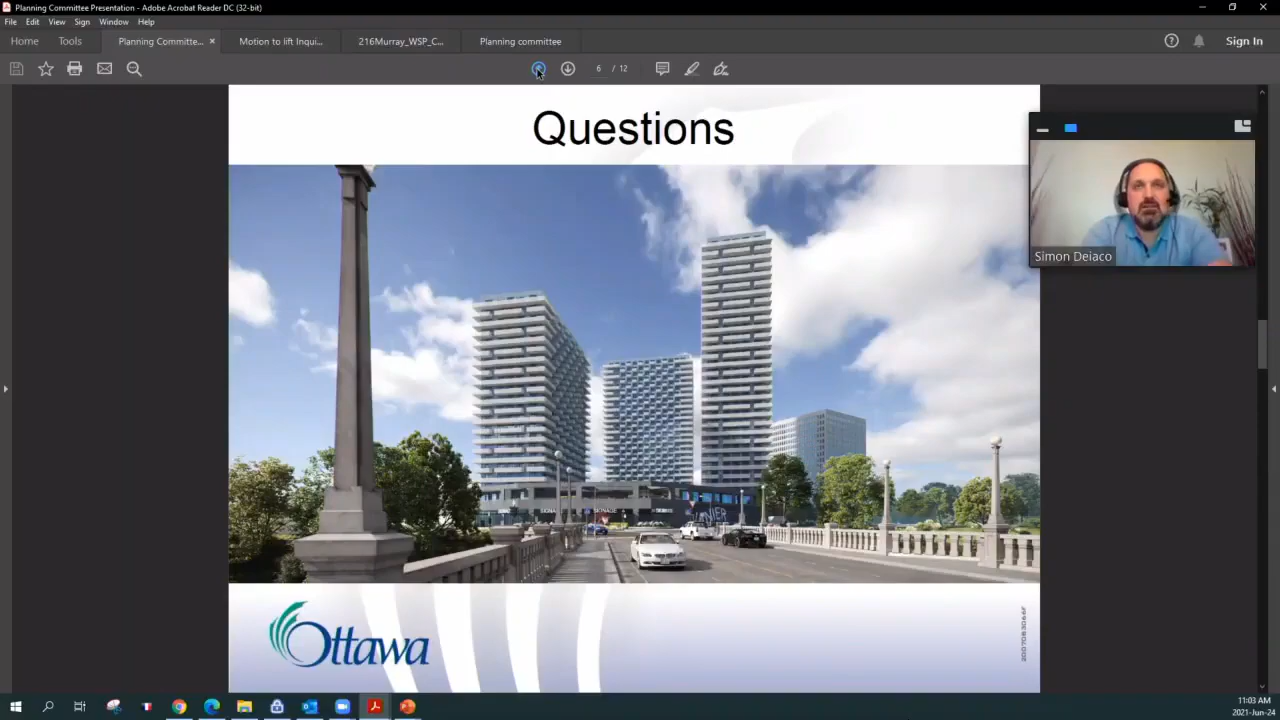 Planning Committee Presentation - Adobe Acrobat Reader DC (32-bit)
File Edit View Sign Window Help
Home Tools Planning Committe... × Motion to lift Inqui... 216Murray_WSP_C... Planning committee Sign In
6 / 12
Questions
Simon Deiaco
SIGNAGE
Ottawa
2007083066F
11:03 AM
2021-Jun-24